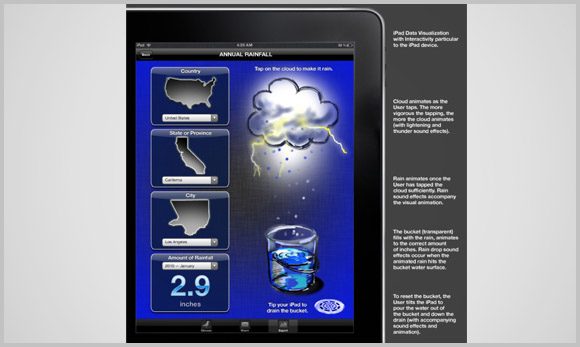 iPad
4:26 AM
Back
ANNUAL RAINFALL
Country
United States
State or Province
California
City
Los Angeles
Amount of Rainfall
2010 — January
2.9
inches
Tap on the cloud to make it rain.
Tip your iPad to
drain the bucket.
iPad Data Visualization
with Interactivity particular
to the iPad device.
Cloud animates as the
User taps. The more
vigorous the tapping, the
more the cloud animates
(with lightening and
thunder sound effects).
Rain animates once the
User has tapped the
cloud sufficiently. Rain
sound effects accompany
the visual animation.
The bucket (transparent)
fills with the rain, animates
to the correct amount
of inches. Rain drop sound
effects occur when the
animated rain hits the
bucket water surface.
To reset the bucket, the
User tilts the iPad to
pour the water out of
the bucket and down the
drain (with accompanying
sound effects and
animation).